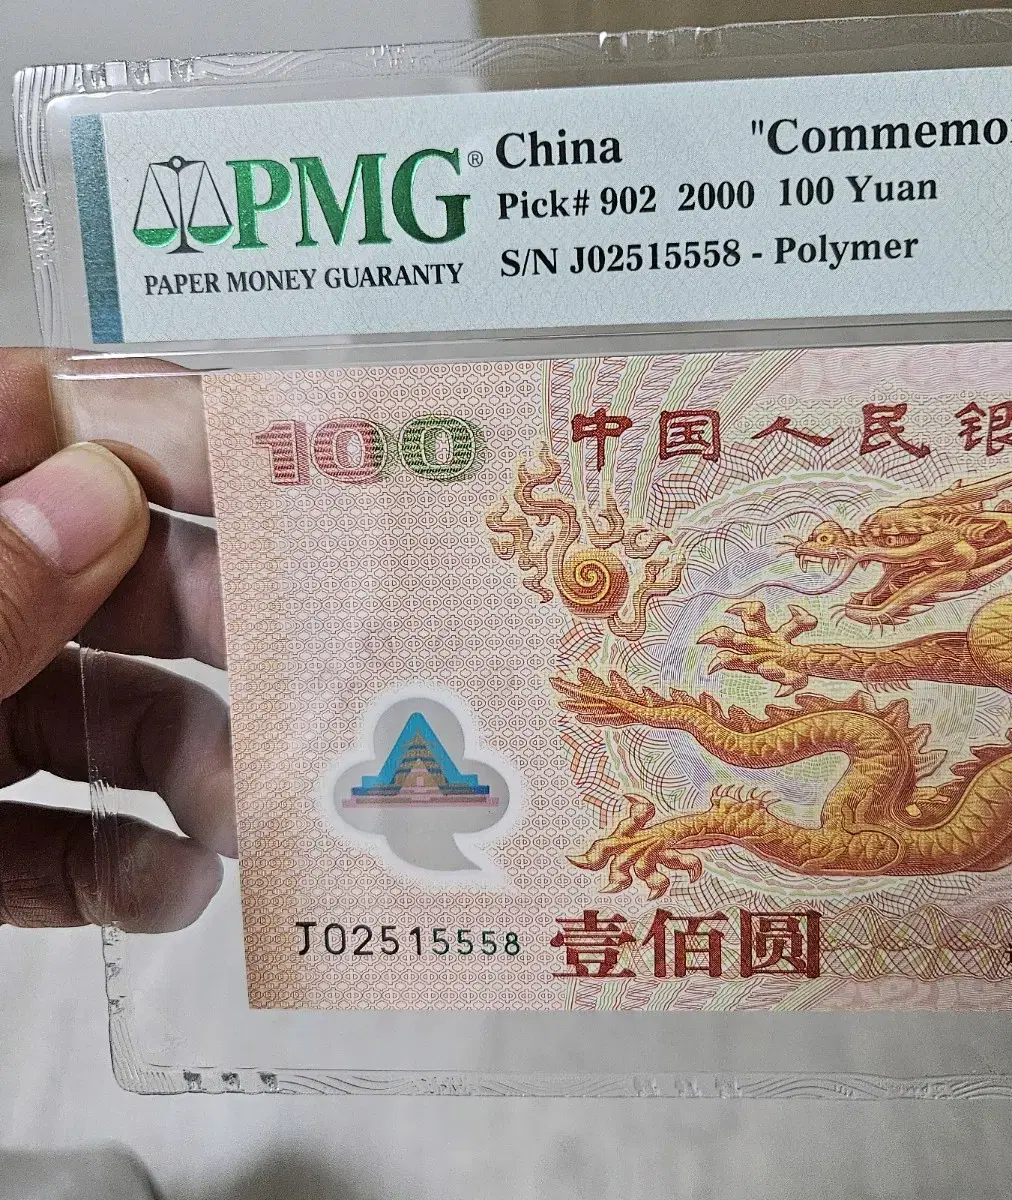 PMG®
PAPER MONEY GUARANTY
China "Commemo
Pick# 902 2000 100 Yuan
S/N J02515558 - Polymer
100
中国人民银
J02515558
壹佰圆